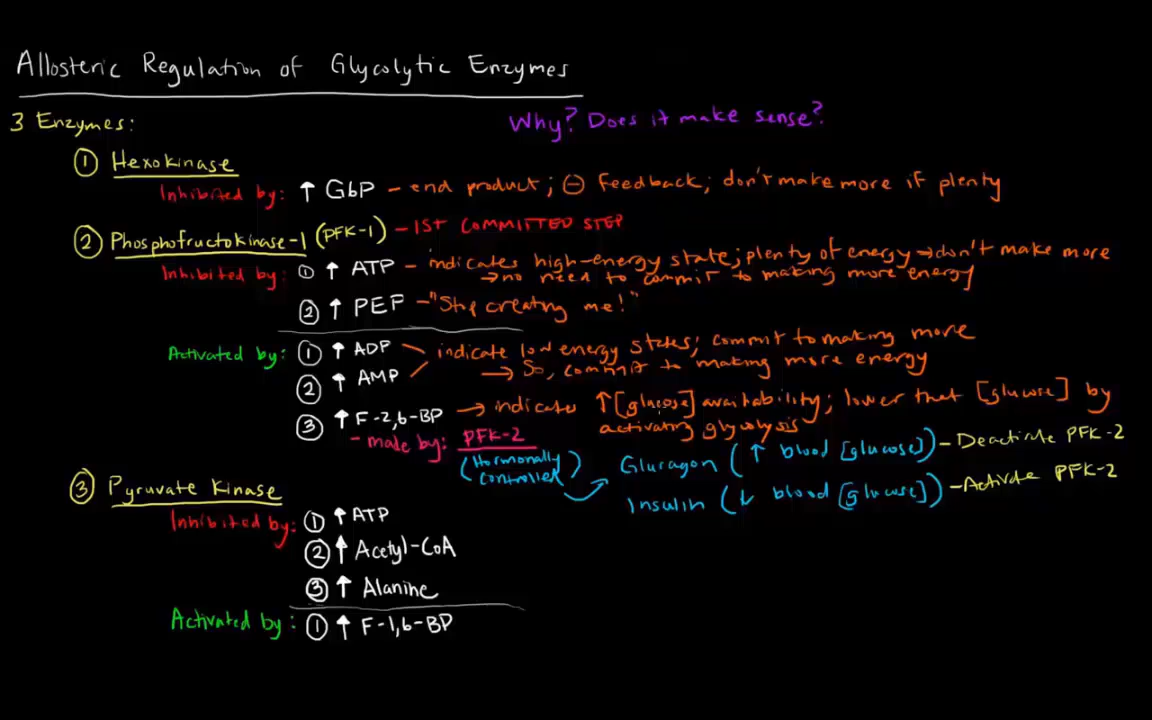 Allosteric Regulation of Glycolytic Enzymes
3 Enzymes:
Why? Does it make sense?
① Hexokinase
Inhibited by: ↑ G6P – end product; ⊖ feedback; don't make more if plenty
② Phosphofructokinase-1 (PFK-1) – 1ST COMMITTED STEP
Inhibited by: ① ↑ ATP – indicates high-energy state; plenty of energy → don't make more
→ no need to commit to making more energy
② ↑ PEP – "Stop creating me!"
Activated by: ① ↑ ADP
② ↑ AMP
indicate low energy states; commit to making more
→ So, commit to making more energy
③ ↑ F-2,6-BP → indicates ↑ [glucose] availability; lower that [glucose] by
activating glycolysis
- made by: PFK-2
(Hormonally
controlled)
Glucagon (↑ blood [glucose]) – Deactivate PFK-2
Insulin (↓ blood [glucose]) – Activate PFK-2
③ Pyruvate Kinase
Inhibited by: ① ↑ ATP
② ↑ Acetyl-CoA
③ ↑ Alanine
Activated by: ① ↑ F-1,6-BP